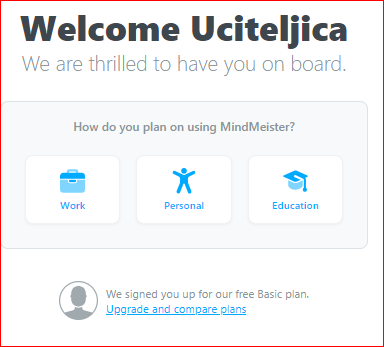 Welcome Uciteljica
We are thrilled to have you on board.
How do you plan on using MindMeister?
Work
Personal
Education
We signed you up for our free Basic plan.
Upgrade and compare plans